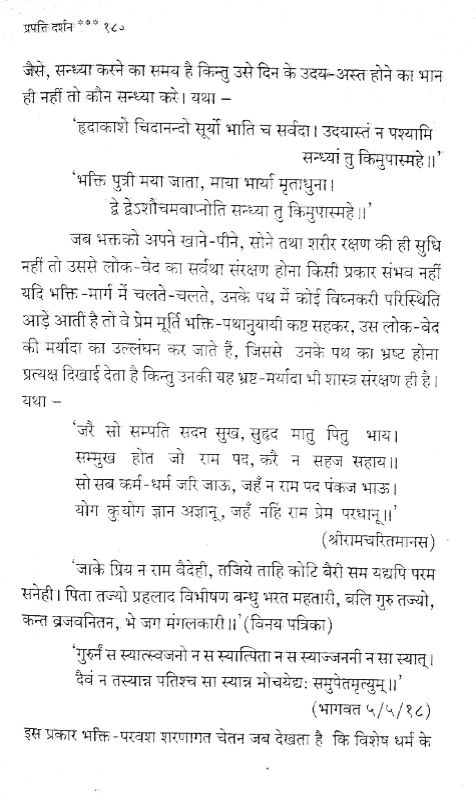 प्रपत्ति दर्शन *** १८०
जैसे, सन्ध्या करने का समय है किन्तु उसे दिन के उदय-अस्त होने का भान
ही नहीं तो कौन सन्ध्या करे। यथा –
'हृदाकाशे चिदानन्दो सूर्यो भाति च सर्वदा। उदयास्तं न पश्यामि
सन्ध्यां तु किमुपास्महे॥'
'भक्ति पुत्री मया जाता, माया भार्या मृताधुना।
द्वे द्वेऽशौचमवाप्नोति सन्ध्या तु किमुपास्महे॥'
जब भक्तको अपने खाने-पीने, सोने तथा शरीर रक्षण की ही सुधि
नहीं तो उससे लोक-वेद का सर्वथा संरक्षण होना किसी प्रकार संभव नहीं
यदि भक्ति-मार्ग में चलते-चलते, उनके पथ में कोई विघ्नकरी परिस्थिति
आड़े आती है तो वे प्रेम मूर्ति भक्ति-पथानुयायी कष्ट सहकर, उस लोक-वेद
की मर्यादा का उल्लंघन कर जाते हैं, जिससे उनके पथ का भ्रष्ट होना
प्रत्यक्ष दिखाई देता है किन्तु उनकी यह भ्रष्ट-मर्यादा भी शास्त्र संरक्षण ही है।
यथा –
'जरै सो सम्पति सदन सुख, सुहृद मातु पितु भाय।
सम्मुख होत जो राम पद, करै न सहज सहाय॥
सो सब कर्म-धर्म जरि जाऊ, जहँ न राम पद पंकज भाऊ।
योग कुयोग ज्ञान अज्ञानू, जहँ नहिं राम प्रेम परधानू॥'
(श्रीरामचरितमानस)
'जाके प्रिय न राम वैदेही, तजिये ताहि कोटि बैरी सम यद्यपि परम
सनेही। पिता तज्यो प्रहलाद विभीषण बन्धु भरत महतारी, बलि गुरु तज्यो,
कन्त व्रजवनितन, भे जग मंगलकारी॥' (विनय पत्रिका)
'गुरुर्न स स्यात्स्वजनो न स स्यात्पिता न स स्याज्जननी न सा स्यात्।
दैवं न तस्यान्न पतिश्च सा स्यान्न मोचयेद्यः समुपेतमृत्युम्॥'
(भागवत ५/५/१८)
इस प्रकार भक्ति-परवश शरणागत चेतन जब देखता है कि विशेष धर्म के